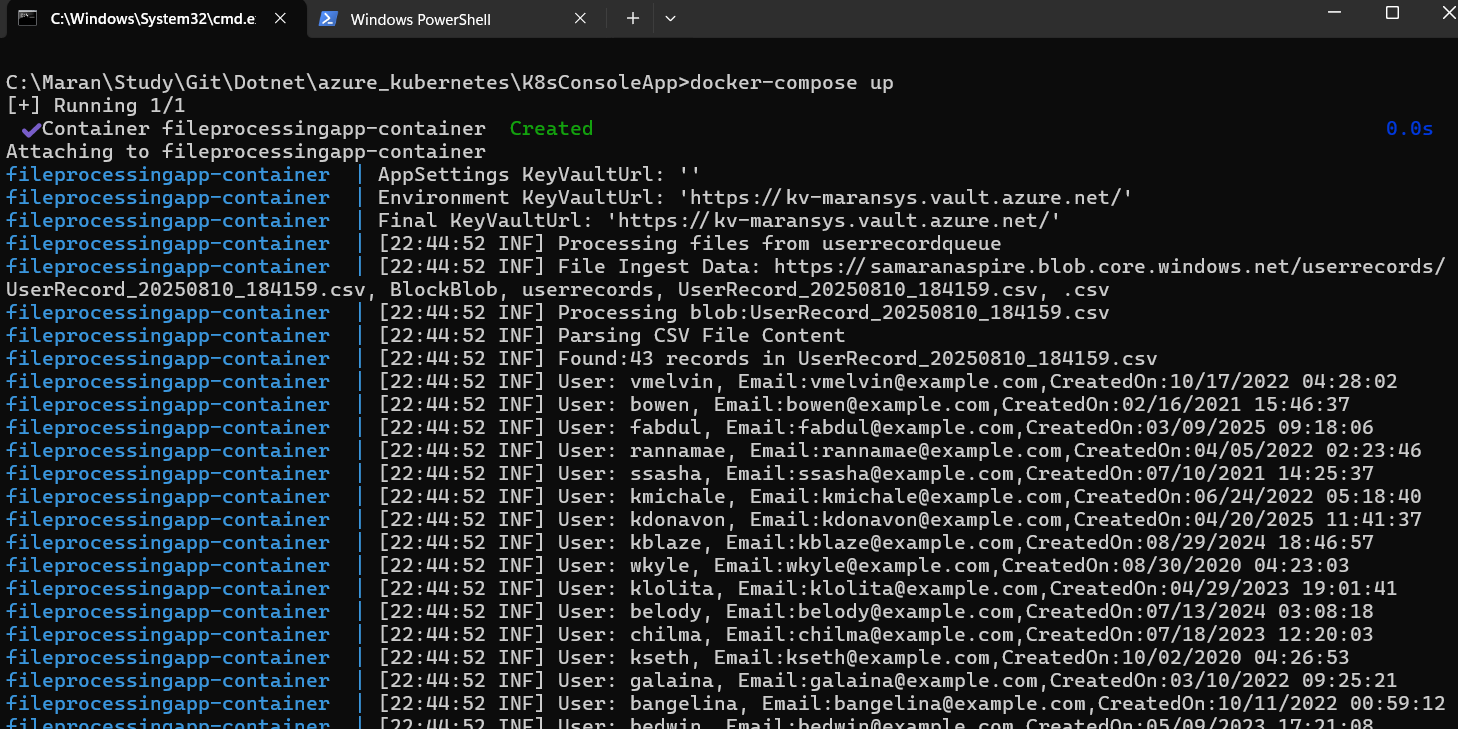 C:\Windows\System32\cmd.e
Windows PowerShell
C:\Maran\Study\Git\Dotnet\azure_kubernetes\K8sConsoleApp>docker-compose up
[+] Running 1/1
✔Container fileprocessingapp-container  Created 0.0s
Attaching to fileprocessingapp-container
fileprocessingapp-container  | AppSettings KeyVaultUrl: ''
fileprocessingapp-container  | Environment KeyVaultUrl: 'https://kv-maransys.vault.azure.net/'
fileprocessingapp-container  | Final KeyVaultUrl: 'https://kv-maransys.vault.azure.net/'
fileprocessingapp-container  | [22:44:52 INF] Processing files from userrecordqueue
fileprocessingapp-container  | [22:44:52 INF] File Ingest Data: https://samaranaspire.blob.core.windows.net/userrecords/
UserRecord_20250810_184159.csv, BlockBlob, userrecords, UserRecord_20250810_184159.csv, .csv
fileprocessingapp-container  | [22:44:52 INF] Processing blob:UserRecord_20250810_184159.csv
fileprocessingapp-container  | [22:44:52 INF] Parsing CSV File Content
fileprocessingapp-container  | [22:44:52 INF] Found:43 records in UserRecord_20250810_184159.csv
fileprocessingapp-container  | [22:44:52 INF] User: vmelvin, Email:vmelvin@example.com,CreatedOn:10/17/2022 04:28:02
fileprocessingapp-container  | [22:44:52 INF] User: bowen, Email:bowen@example.com,CreatedOn:02/16/2021 15:46:37
fileprocessingapp-container  | [22:44:52 INF] User: fabdul, Email:fabdul@example.com,CreatedOn:03/09/2025 09:18:06
fileprocessingapp-container  | [22:44:52 INF] User: rannamae, Email:rannamae@example.com,CreatedOn:04/05/2022 02:23:46
fileprocessingapp-container  | [22:44:52 INF] User: ssasha, Email:ssasha@example.com,CreatedOn:07/10/2021 14:25:37
fileprocessingapp-container  | [22:44:52 INF] User: kmichale, Email:kmichale@example.com,CreatedOn:06/24/2022 05:18:40
fileprocessingapp-container  | [22:44:52 INF] User: kdonavon, Email:kdonavon@example.com,CreatedOn:04/20/2025 11:41:37
fileprocessingapp-container  | [22:44:52 INF] User: kblaze, Email:kblaze@example.com,CreatedOn:08/29/2024 18:46:57
fileprocessingapp-container  | [22:44:52 INF] User: wkyle, Email:wkyle@example.com,CreatedOn:08/30/2020 04:23:03
fileprocessingapp-container  | [22:44:52 INF] User: klolita, Email:klolita@example.com,CreatedOn:04/29/2023 19:01:41
fileprocessingapp-container  | [22:44:52 INF] User: belody, Email:belody@example.com,CreatedOn:07/13/2024 03:08:18
fileprocessingapp-container  | [22:44:52 INF] User: chilma, Email:chilma@example.com,CreatedOn:07/18/2023 12:20:03
fileprocessingapp-container  | [22:44:52 INF] User: kseth, Email:kseth@example.com,CreatedOn:10/02/2020 04:26:53
fileprocessingapp-container  | [22:44:52 INF] User: galaina, Email:galaina@example.com,CreatedOn:03/10/2022 09:25:21
fileprocessingapp-container  | [22:44:52 INF] User: bangelina, Email:bangelina@example.com,CreatedOn:10/11/2022 00:59:12
fileprocessingapp-container  | [22:44:52 INF] User: bedwin, Email:bedwin@example.com,CreatedOn:05/09/2023 17:21:08